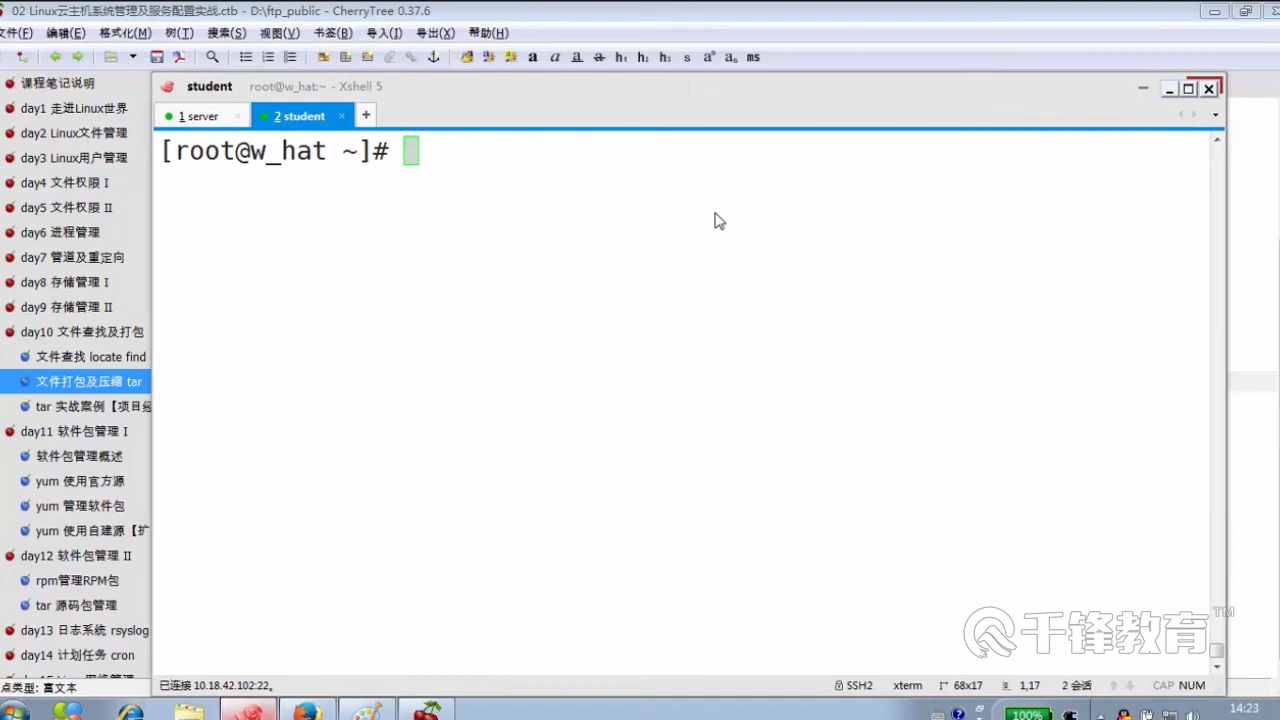 02 Linux云主机系统管理及服务配置实战.ctb - D:\ftp_public - CherryTree 0.37.6
文件(F) 编辑(E) 格式化(M) 树(T) 搜索(S) 视图(V) 书签(B) 导入(I) 导出(X) 帮助(H)
a a a a h₁ h₂ h₃ s aˢ aₛ ms
课程笔记说明
day1 走进Linux世界
day2 Linux文件管理
day3 Linux用户管理
day4 文件权限 I
day5 文件权限 II
day6 进程管理
day7 管道及重定向
day8 存储管理 I
day9 存储管理 II
day10 文件查找及打包
文件查找 locate find
文件打包及压缩 tar
tar 实战案例【项目经
day11 软件包管理 I
软件包管理概述
yum 使用官方源
yum 管理软件包
yum 使用自建源【扩
day12 软件包管理 II
rpm管理RPM包
tar 源码包管理
day13 日志系统 rsyslog
day14 计划任务 cron
点类型: 富文本
student root@w_hat:~ - Xshell 5
1 server × 2 student × +
[root@w_hat ~]#
千锋教育™
已连接 10.18.42.102:22。 SSH2 xterm 68x17 1,17 2 会话 CAP NUM
100% 14:23